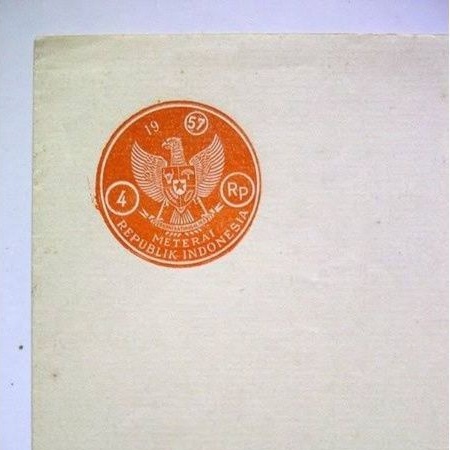 19 57
4 Rp
METERAI
REPUBLIK INDONESIA